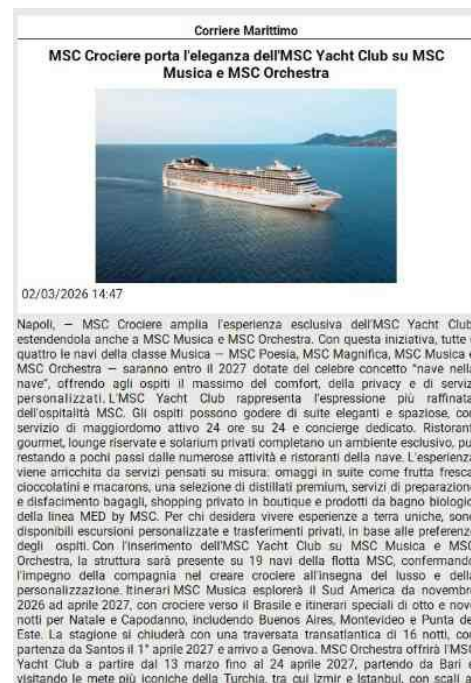 Corriere Marittimo
MSC Crociere porta l'eleganza dell'MSC Yacht Club su MSC
Musica e MSC Orchestra
02/03/2026 14:47
Napoli, — MSC Crociere amplia l'esperienza esclusiva dell'MSC Yacht Club
estendendola anche a MSC Musica e MSC Orchestra. Con questa iniziativa, tutte
quattro le navi della classe Musica — MSC Poesia, MSC Magnifica, MSC Musica e
MSC Orchestra — saranno entro il 2027 dotate del celebre concetto "nave nella
nave", offrendo agli ospiti il massimo del comfort, della privacy e di servizi
personalizzati. L'MSC Yacht Club rappresenta l'espressione più raffinata
dell'ospitalità MSC. Gli ospiti possono godere di suite eleganti e spaziose, con
servizio di maggiordomo attivo 24 ore su 24 e concierge dedicato. Ristoranti
gourmet, lounge riservate e solarium privati completano un ambiente esclusivo, pur
restando a pochi passi dalle numerose attività e ristoranti della nave. L'esperienza
viene arricchita da servizi pensati su misura: omaggi in suite come frutta fresca,
cioccolatini e macarons, una selezione di distillati premium, servizi di preparazione
e disfacimento bagagli, shopping privato in boutique e prodotti da bagno biologici
della linea MED by MSC. Per chi desidera vivere esperienze a terra uniche, sono
disponibili escursioni personalizzate e trasferimenti privati, in base alle preferenze
degli ospiti. Con l'inserimento dell'MSC Yacht Club su MSC Musica e MSC
Orchestra, la struttura sarà presente su 19 navi della flotta MSC, confermando
l'impegno della compagnia nel creare crociere all'insegna del lusso e della
personalizzazione. Itinerari MSC Musica esplorerà il Sud America da novembre
2026 ad aprile 2027, con crociere verso il Brasile e itinerari speciali di otto e nove
notti per Natale e Capodanno, includendo Buenos Aires, Montevideo e Punta del
Este. La stagione si chiuderà con una traversata transatlantica di 16 notti, con
partenza da Santos il 1° aprile 2027 e arrivo a Genova. MSC Orchestra offrirà l'MSC
Yacht Club a partire dal 13 marzo fino al 24 aprile 2027, partendo da Bari e
visitando le mete più iconiche della Turchia, tra cui Izmir e Istanbul, con scali ad